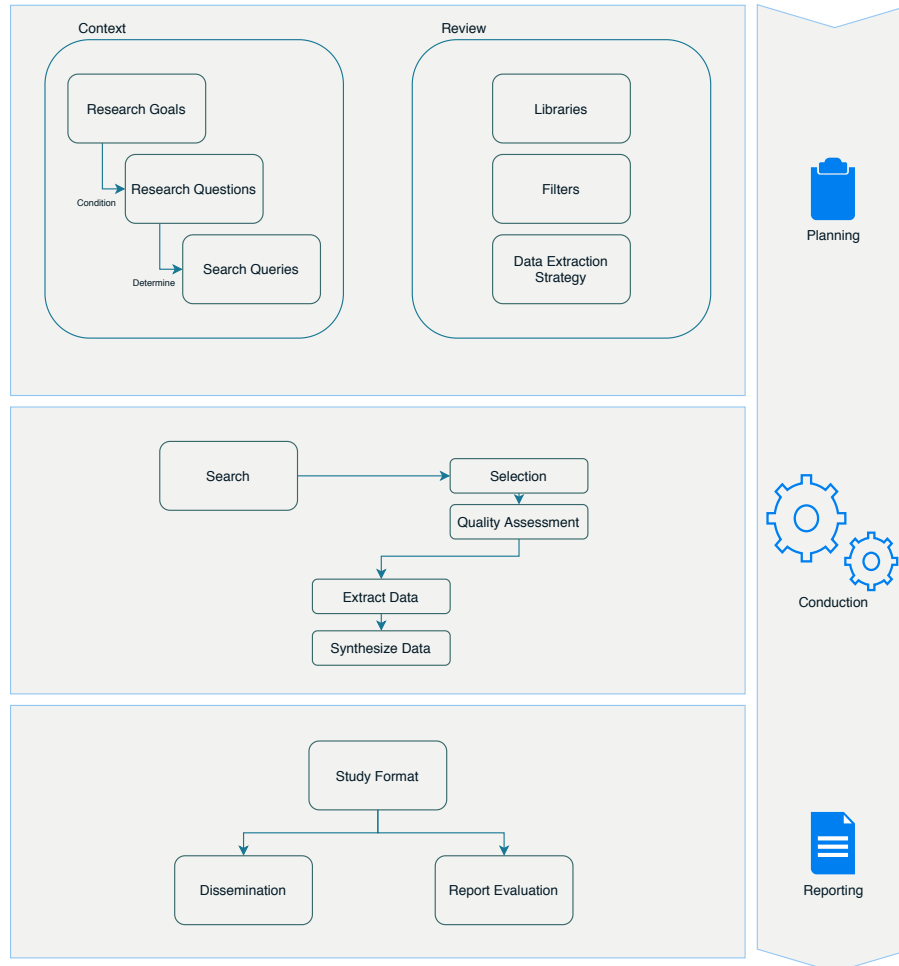 Context
Review
Research Goals
Condition
Research Questions
Determine
Search Queries
Libraries
Filters
Data Extraction
Strategy
Planning
Search
Selection
Quality Assessment
Extract Data
Synthesize Data
Conduction
Study Format
Dissemination
Report Evaluation
Reporting